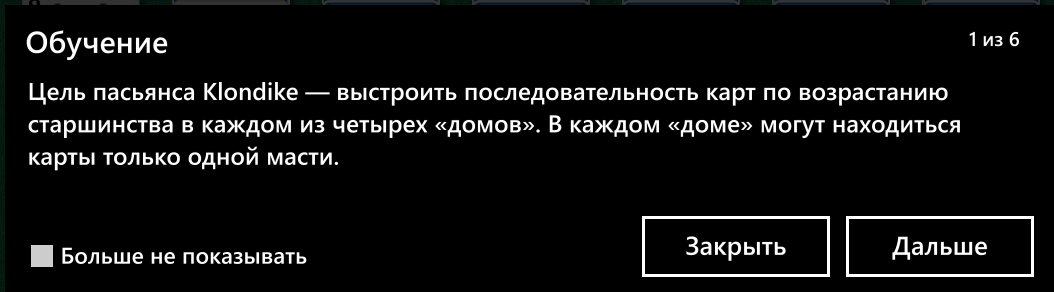 Обучение
1 из 6
Цель пасьянса Klondike — выстроить последовательность карт по возрастанию
старшинства в каждом из четырех «домов». В каждом «доме» могут находиться
карты только одной масти.
Больше не показывать
Закрыть
Дальше